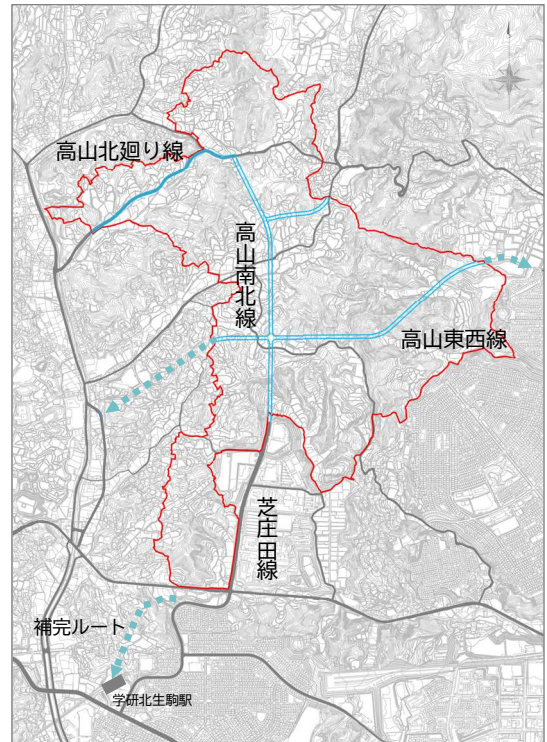 高山北廻り線
高山南北線
高山東西線
芝庄田線
補完ルート
学研北生駒駅